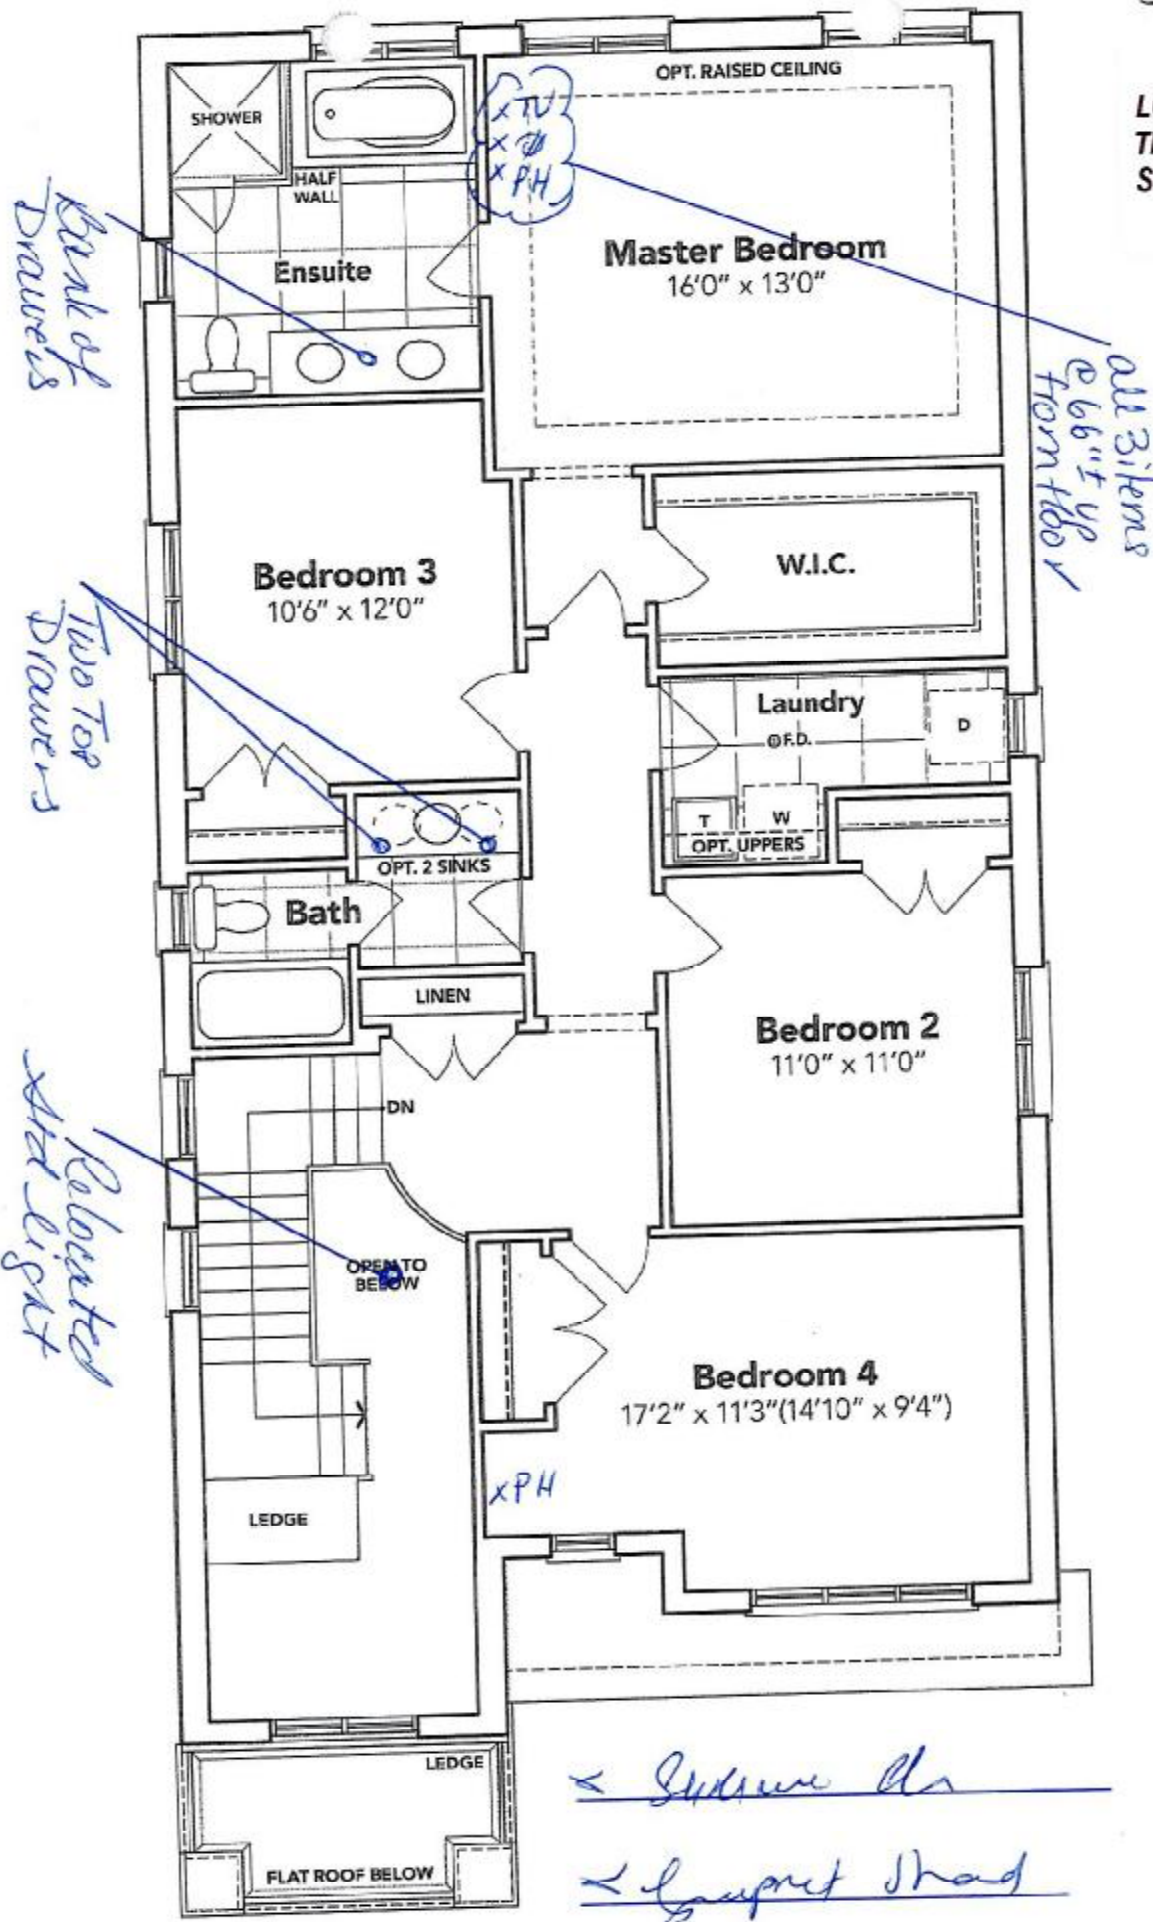 OPT. RAISED CEILING
SHOWER
x TV
x
x PH
HALF
WALL
Master Bedroom
16'0" x 13'0"
Ensuite
Bank of
Drawers
all 3 items
@ 66"± up
from floor
Bedroom 3
10'6" x 12'0"
W.I.C.
Two Top
Drawers
Laundry
F.D.
D
T
W
OPT. UPPERS
OPT. 2 SINKS
Bath
LINEN
Bedroom 2
11'0" x 11'0"
DN
Relocated
std light
OPEN TO
BELOW
Bedroom 4
17'2" x 11'3"(14'10" x 9'4")
xPH
LEDGE
LEDGE
FLAT ROOF BELOW
x
x